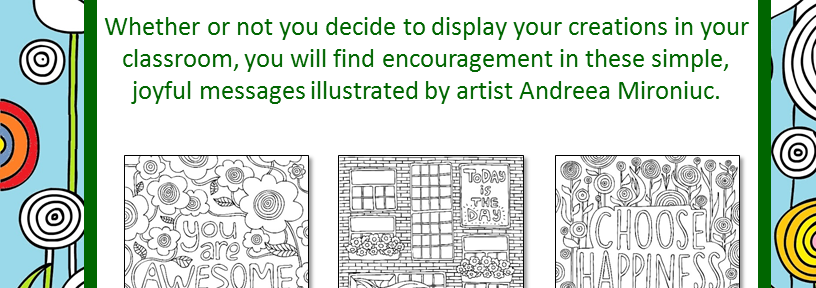 Whether or not you decide to display your creations in your
classroom, you will find encouragement in these simple,
joyful messages illustrated by artist Andreea Mironiuc.
you
are
AWESOME
TODAY
is
THE
DAY
CHOOSE
HAPPINESS